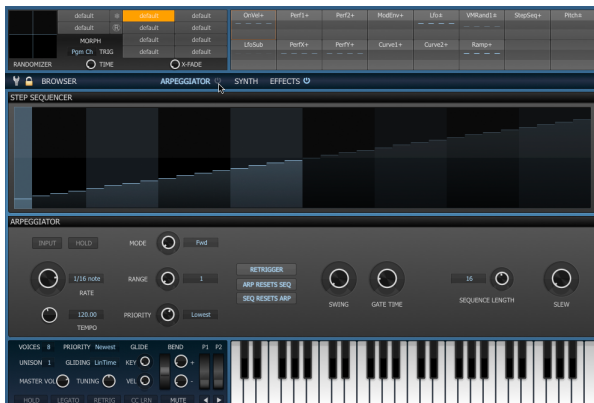 default R default default
default R default default
MORPH default default
Pgm Ch TRIG default default
RANDOMIZER TIME X-FADE
OnVel+ Perf1+ Perf2+ ModEnv+ Lfo± VMRand1± StepSeq+ Pitch±
LfoSub PerfX+ PerfY+ Curve1+ Curve2+ Ramp+
BROWSER ARPEGGIATOR SYNTH EFFECTS
STEP SEQUENCER
ARPEGGIATOR
INPUT HOLD MODE Fwd
1/16 note RANGE 1 RETRIGGER 16
RATE ARP RESETS SEQ
SEQ RESETS ARP SWING GATE TIME SEQUENCE LENGTH SLEW
120.00 PRIORITY Lowest
TEMPO
VOICES 8 PRIORITY Newest GLIDE BEND P1 P2
UNISON 1 GLIDING LinTime KEY +
MASTER VOL TUNING VEL -
HOLD LEGATO RETRIG CC LRN MUTE